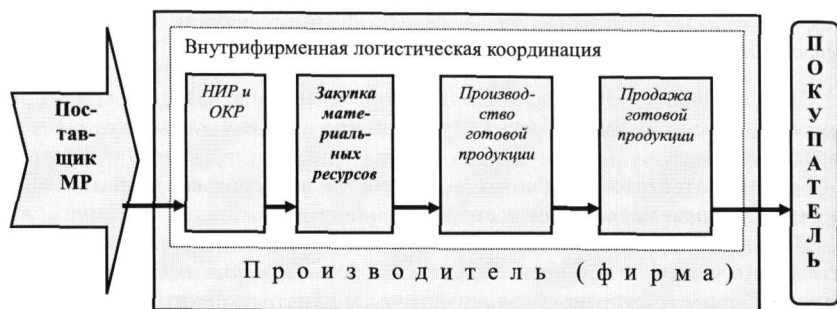 Внутрифирменная логистическая координация
Пос-
тав-
щик
МР
НИР и
ОКР
Закупка
мате-
риаль-
ных
ресурсов
Производ-
ство
готовой
продукции
Продажа
готовой
продукции
Производитель (фирма)
ПОКУПАТЕЛЬ